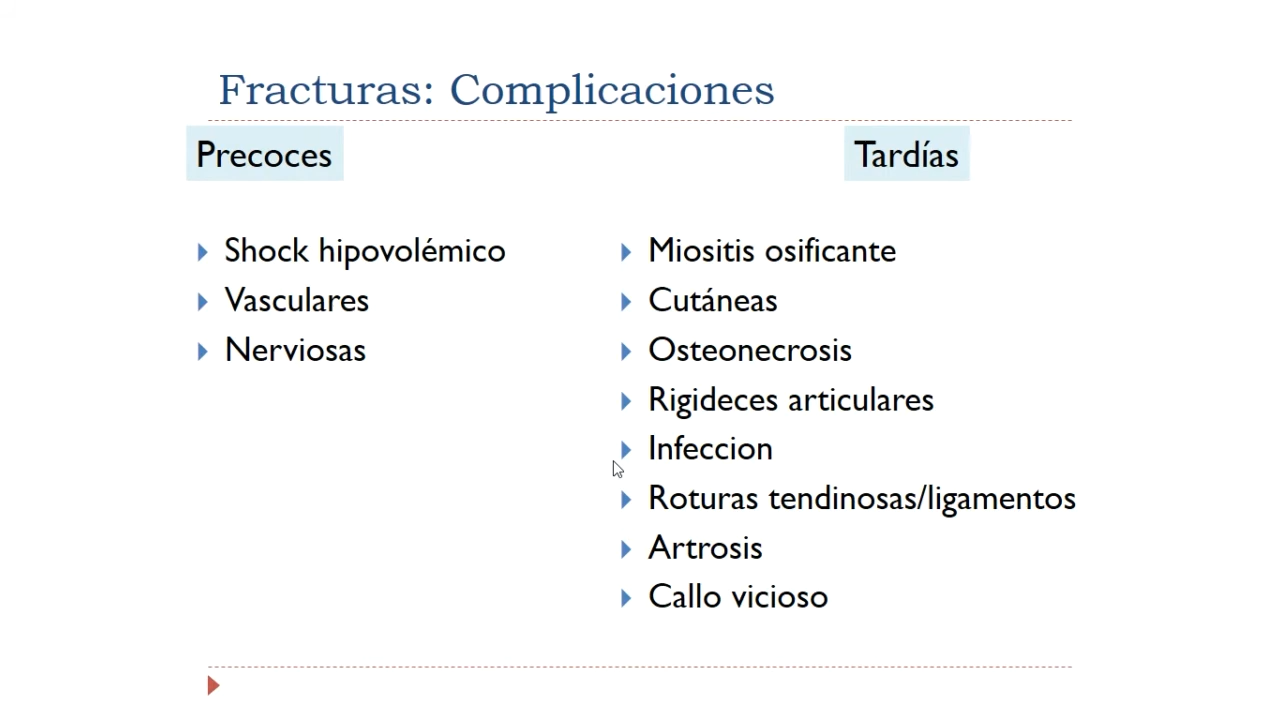 Fracturas: Complicaciones
Precoces
Shock hipovolémico
Vasculares
Nerviosas
Tardías
Miositis osificante
Cutáneas
Osteonecrosis
Rigideces articulares
Infeccion
Roturas tendinosas/ligamentos
Artrosis
Callo vicioso